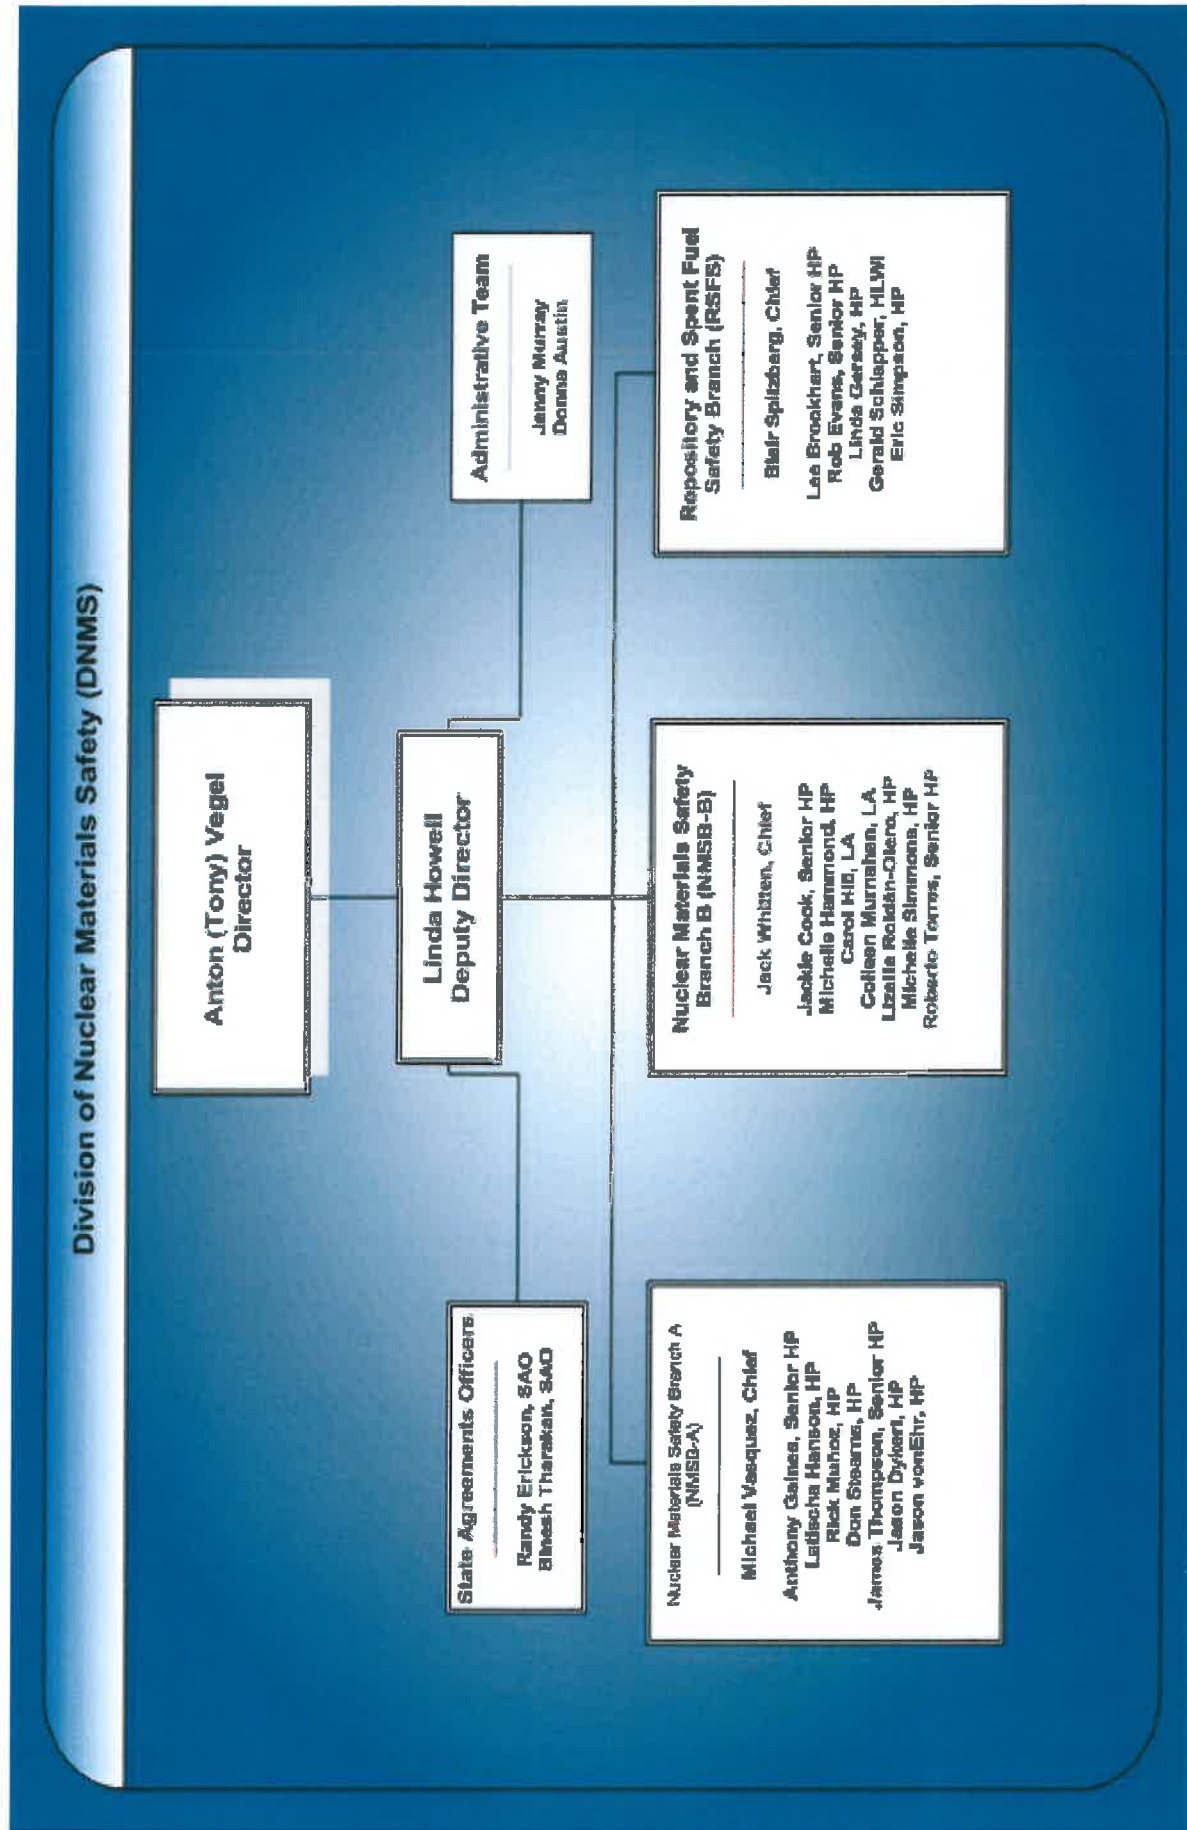 Division of Nuclear Materials Safety (DNMS)
Anton (Tony) Vegel
Director
Linda Howell
Deputy Director
State Agreements Officers
Randy Erickson, SAO
Binesh Tharakan, SAO
Administrative Team
Jenny Murray
Donna Austin
Nuclear Materials Safety Branch A
(NMSB-A)
Michael Vasquez, Chief
Anthony Gaines, Senior HP
Latischa Hanson, HP
Rick Muñoz, HP
Don Stearns, HP
James Thompson, Senior HP
Jason Dykert, HP
Jason vonEhr, HP
Nuclear Materials Safety
Branch B (NMSB-B)
Jack Whitten, Chief
Jackie Cook, Senior HP
Michelle Hammond, HP
Carol Hill, LA
Colleen Murnahan, LA
Lizette Roldán-Otero, HP
Michelle Simmons, HP
Roberto Torres, Senior HP
Repository and Spent Fuel
Safety Branch (RSFS)
Blair Spitzberg, Chief
Lee Brookhart, Senior HP
Rob Evans, Senior HP
Linda Gersey, HP
Gerald Schlapper, HLWI
Eric Simpson, HP